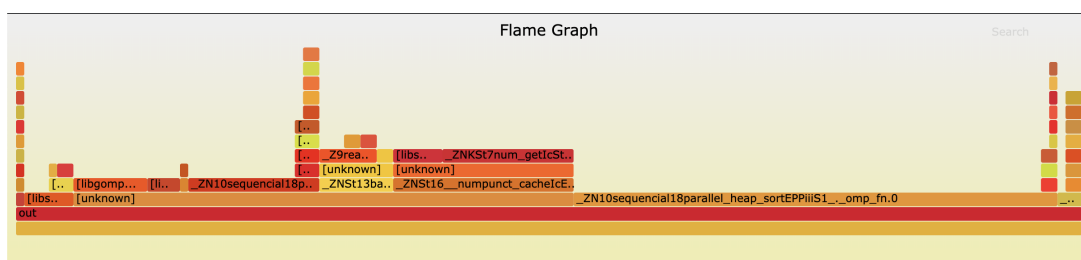 Flame Graph
Search
[..
[..
[.. _Z9rea.. [libs.. _ZNKSt7num_getIcSt..
[.. [unknown] [unknown]
[.. [libgomp... [li.. _ZN10sequencial18p.. _ZNSt13ba.. _ZNSt16__numpunct_cacheIcE..
[libs.. [unknown] _ZN10sequencial18parallel_heap_sortEPPiiiS1_._omp_fn.0 _..
out